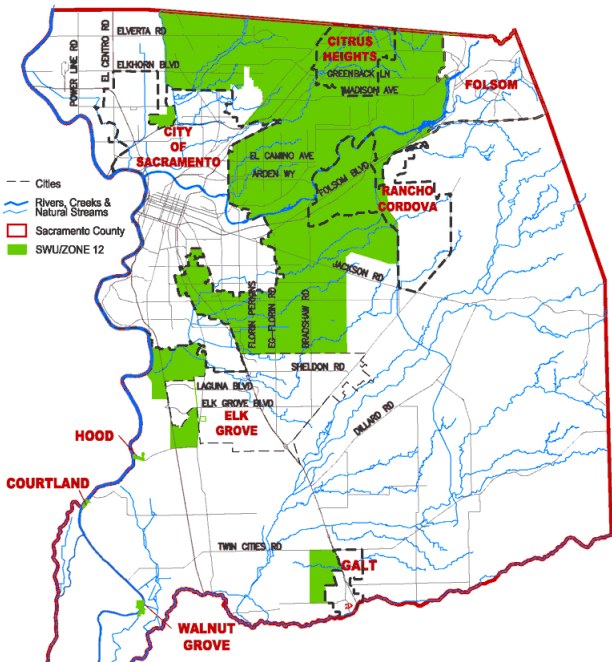 ELVERTA RD
POWER LINE RD
EL CENTRO RD
ELKHORN BLVD
CITRUS
HEIGHTS
GREENBACK LN
MADISON AVE
FOLSOM
CITY
OF
SACRAMENTO
EL CAMINO AVE
ARDEN WY
FOLSOM BLVD
RANCHO
CORDOVA
Cities
Rivers, Creeks &
Natural Streams
Sacramento County
SWU/ZONE 12
JACKSON RD
FLORIN PERKINS
EG-FLORIN RD
BRADSHAW RD
SHELDON RD
LAGUNA BLVD
ELK GROVE BLVD
ELK
GROVE
DILLARD RD
HOOD
COURTLAND
TWIN CITIES RD
GALT
WALNUT
GROVE